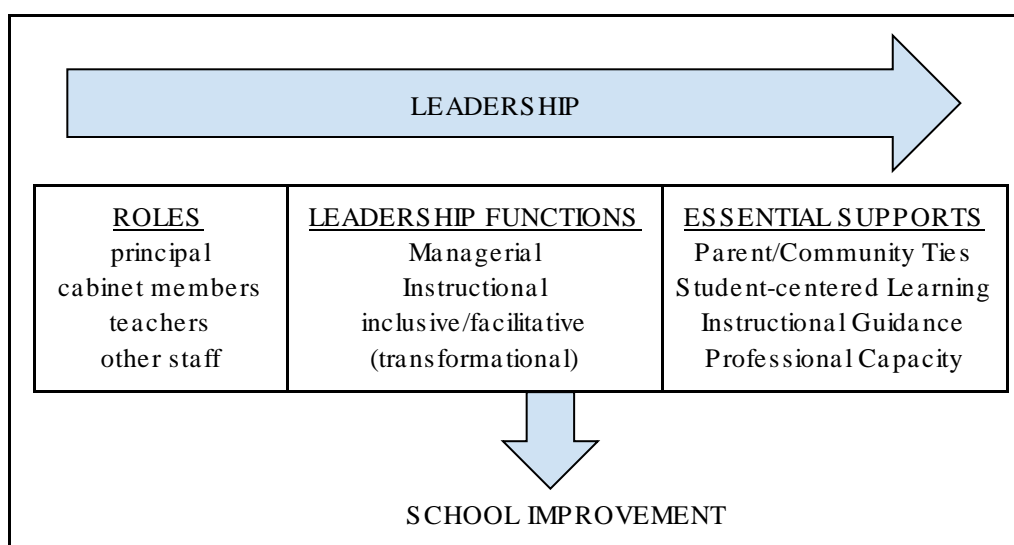 LEADERSHIP
ROLES
principal
cabinet members
teachers
other staff
LEADERSHIP FUNCTIONS
Managerial
Instructional
inclusive/facilitative
(transformational)
ESSENTIAL SUPPORTS
Parent/Community Ties
Student-centered Learning
Instructional Guidance
Professional Capacity
SCHOOL IMPROVEMENT